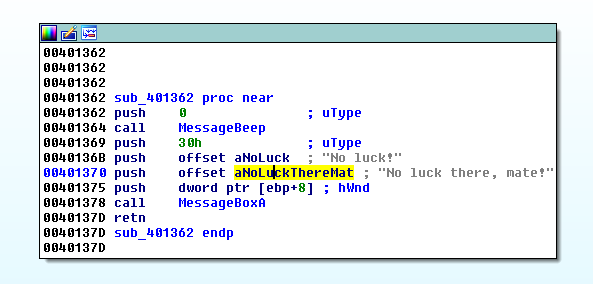 00401362
00401362
00401362
00401362 sub_401362 proc near
00401362 push    0               ; uType
00401364 call    MessageBeep
00401369 push    30h             ; uType
0040136B push    offset aNoLuck  ; "No luck!"
00401370 push    offset aNoLuckThereMat ; "No luck there, mate!"
00401375 push    dword ptr [ebp+8] ; hWnd
00401378 call    MessageBoxA
0040137D retn
0040137D sub_401362 endp
0040137D